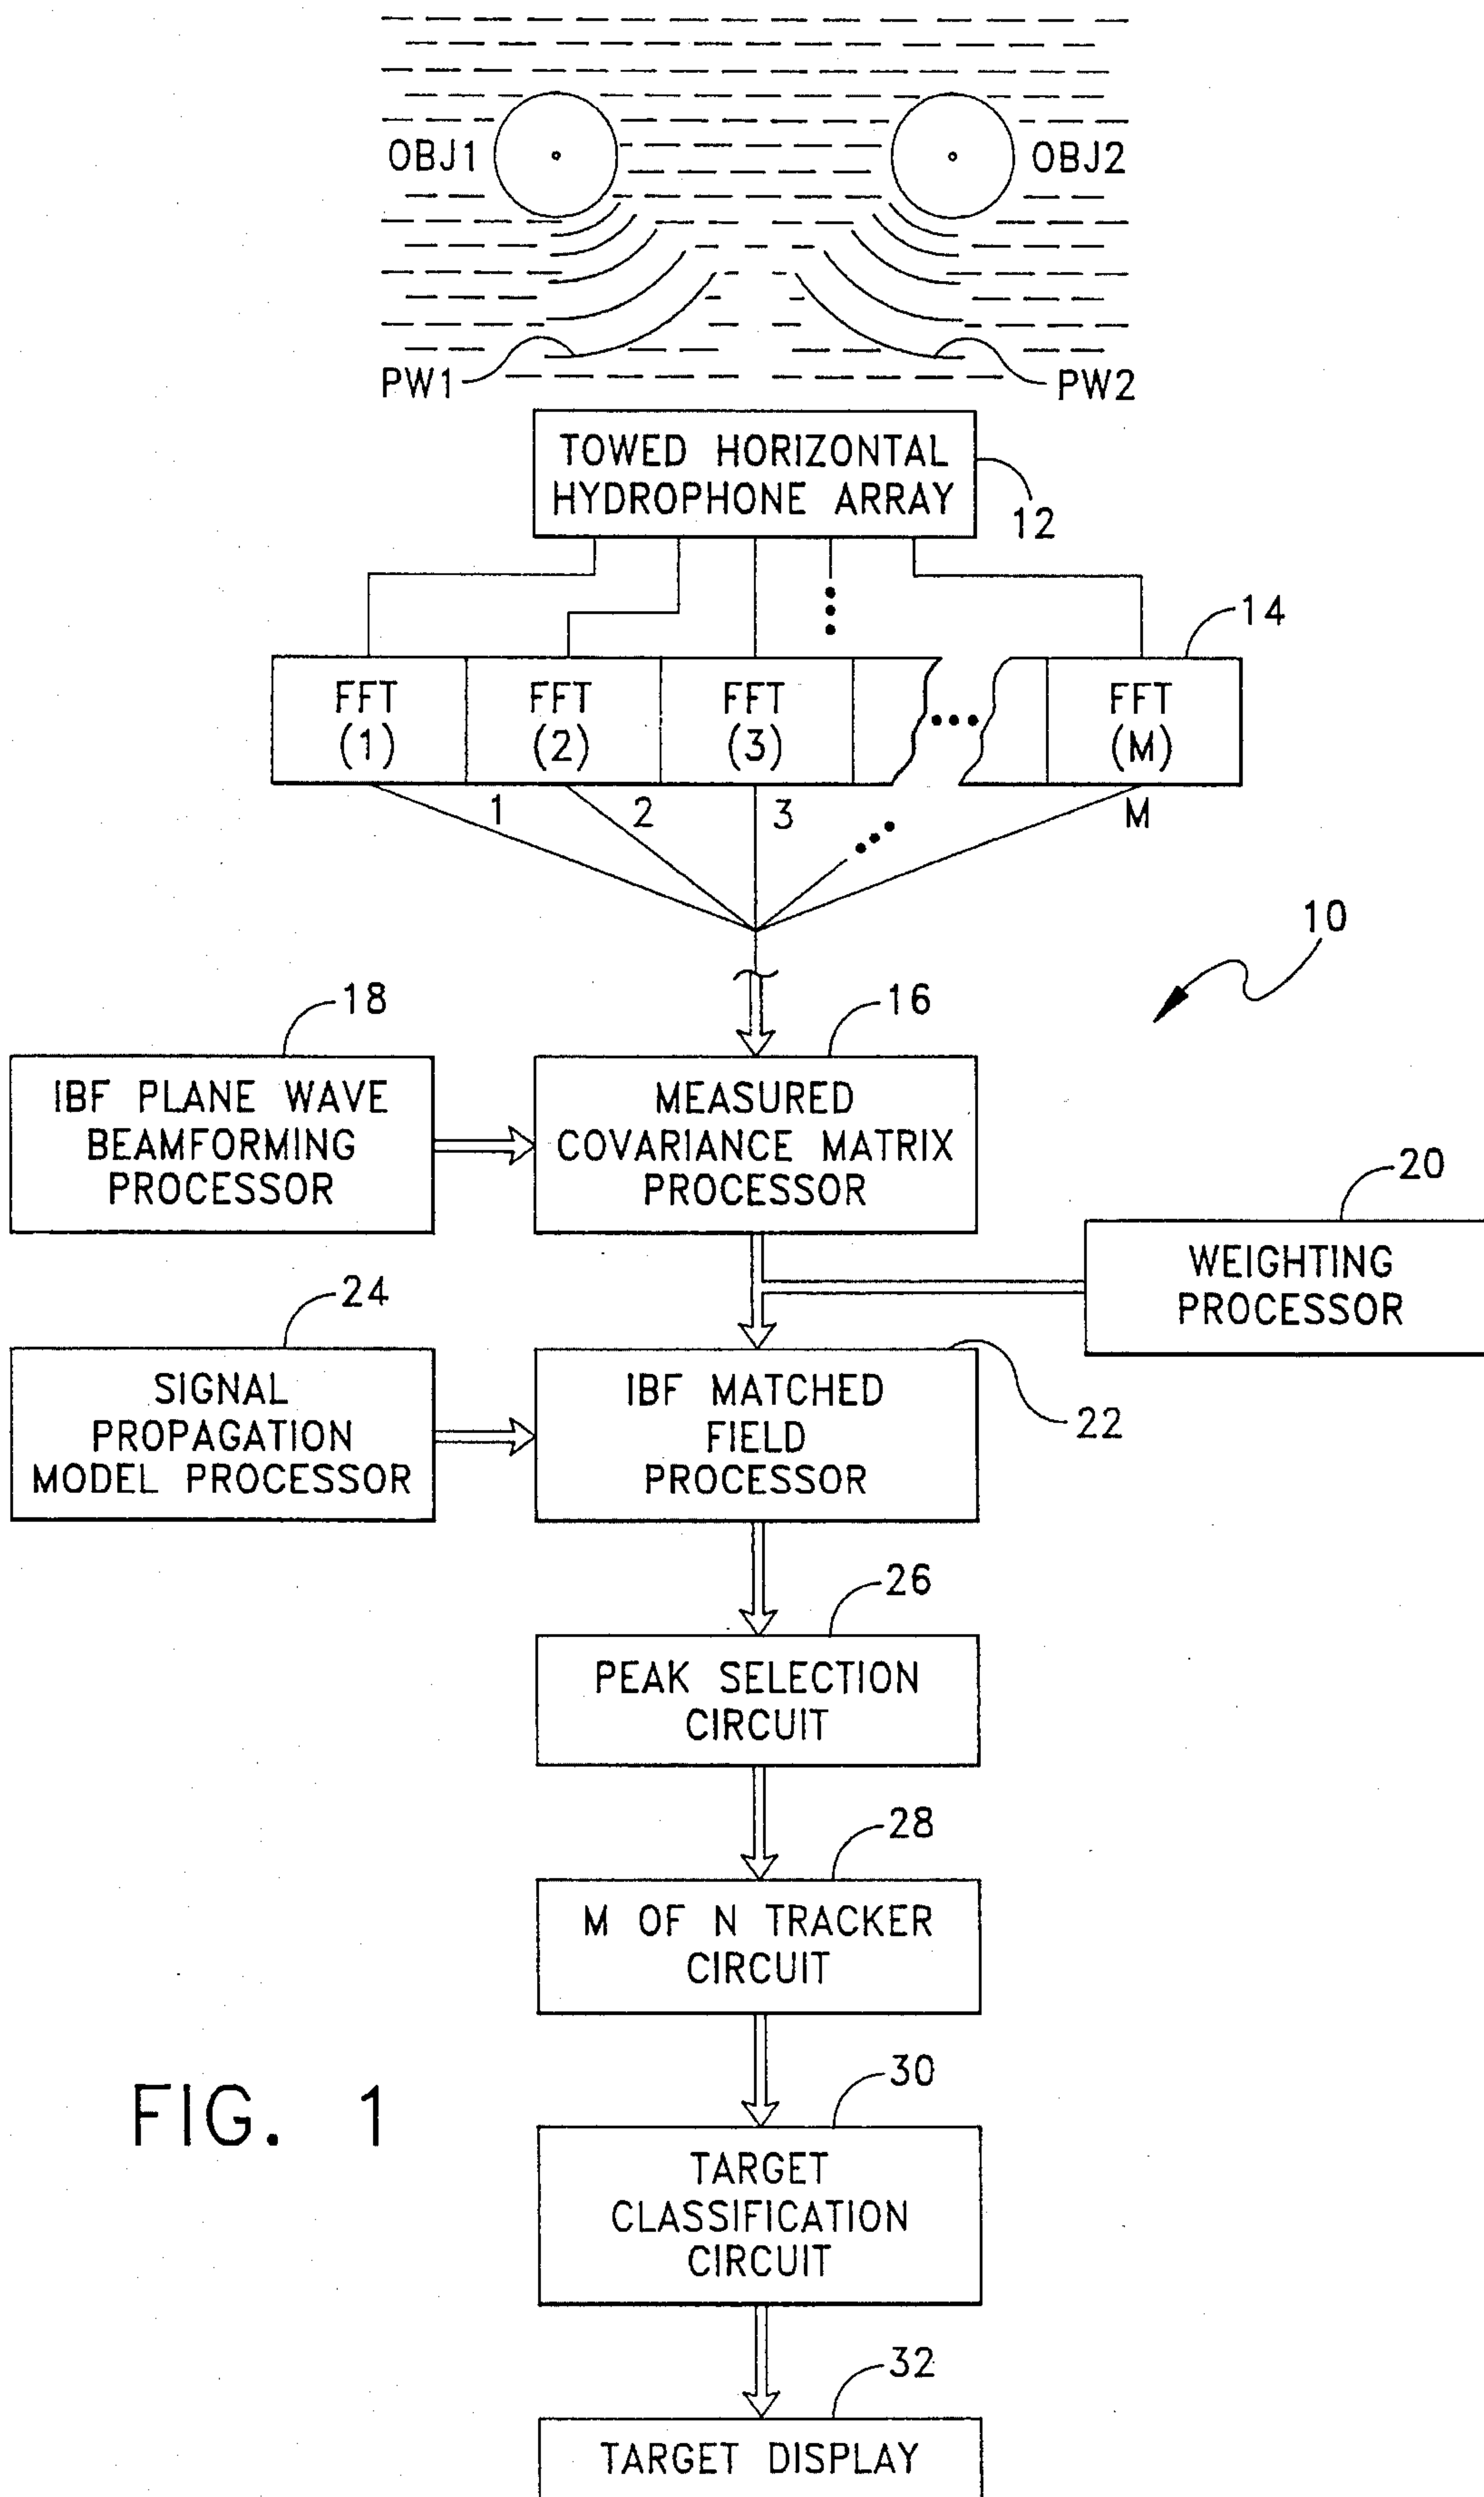 OBJ1
OBJ2
PW1
PW2
TOWED HORIZONTAL
HYDROPHONE ARRAY
12
14
FFT
(1)
FFT
(2)
FFT
(3)
FFT
(M)
1
2
3
M
10
18
16
IBF PLANE WAVE
BEAMFORMING
PROCESSOR
MEASURED
COVARIANCE MATRIX
PROCESSOR
20
WEIGHTING
PROCESSOR
24
SIGNAL
PROPAGATION
MODEL PROCESSOR
IBF MATCHED
FIELD
PROCESSOR
22
26
PEAK SELECTION
CIRCUIT
28
M OF N TRACKER
CIRCUIT
30
TARGET
CLASSIFICATION
CIRCUIT
FIG. 1
32
TARGET DISPLAY